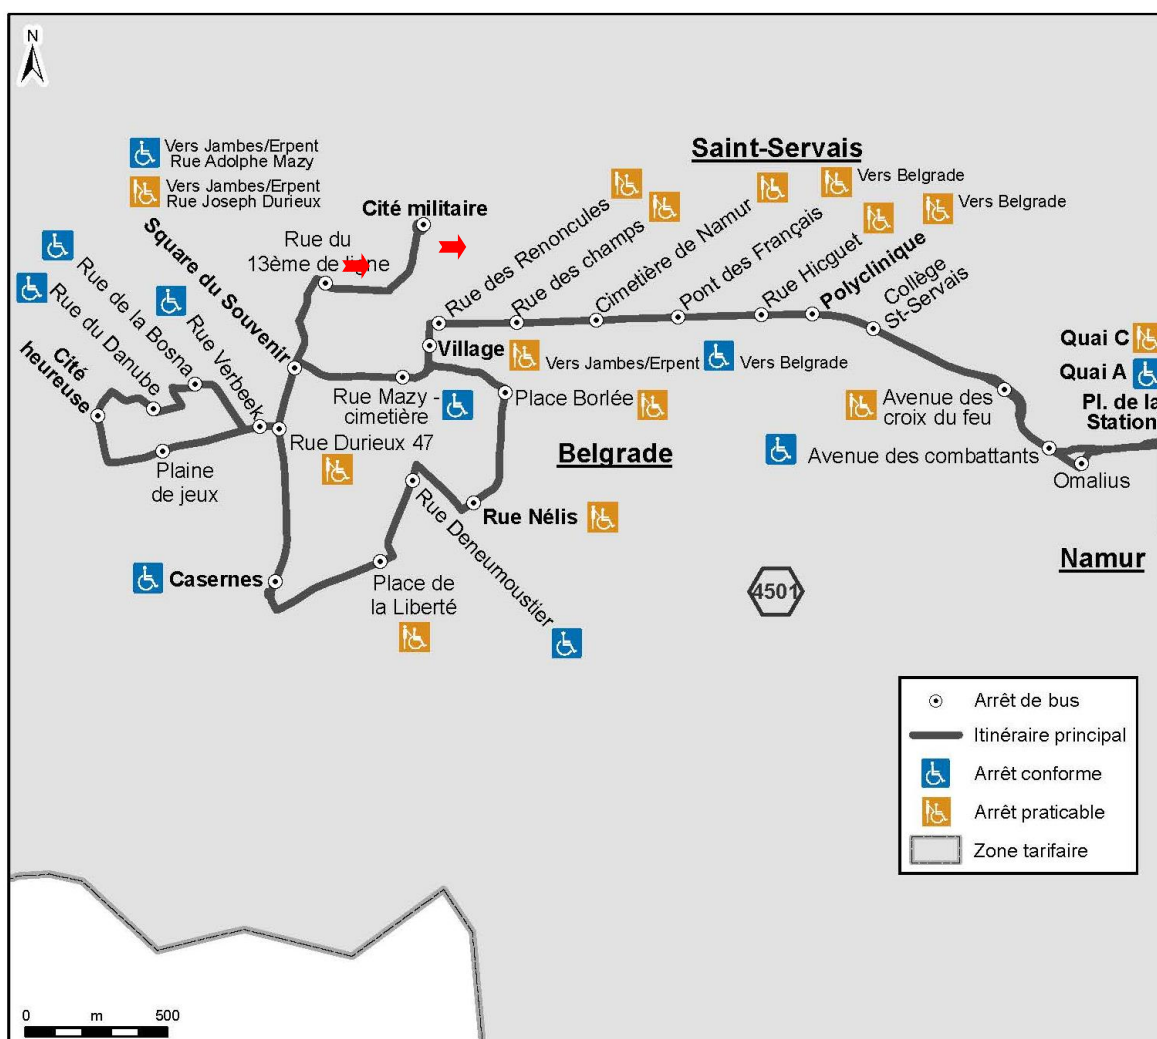 N
Vers Jambes/Erpent
Rue Adolphe Mazy
Vers Jambes/Erpent
Rue Joseph Durieux
Saint-Servais
Vers Belgrade
Vers Belgrade
Cité militaire
Rue du
13ème de ligne
Square du Souvenir
Rue de la Bosna
Rue du Danube
Rue Verbeek
Cité
heureuse
Rue des Renoncules
Rue des champs
Cimetière de Namur
Pont des Français
Rue Hicguet
Polyclinique
Collège
St-Servais
Quai C
Quai A
Pl. de la
Station
Village
Vers Jambes/Erpent
Vers Belgrade
Rue Mazy -
cimetière
Place Borlée
Avenue des
croix du feu
Rue Durieux 47
Belgrade
Avenue des combattants
Omalius
Plaine
de jeux
Rue Nélis
Rue Deneumoustier
Namur
Casernes
Place de
la Liberté
4501
Arrêt de bus
Itinéraire principal
Arrêt conforme
Arrêt praticable
Zone tarifaire
0 m 500